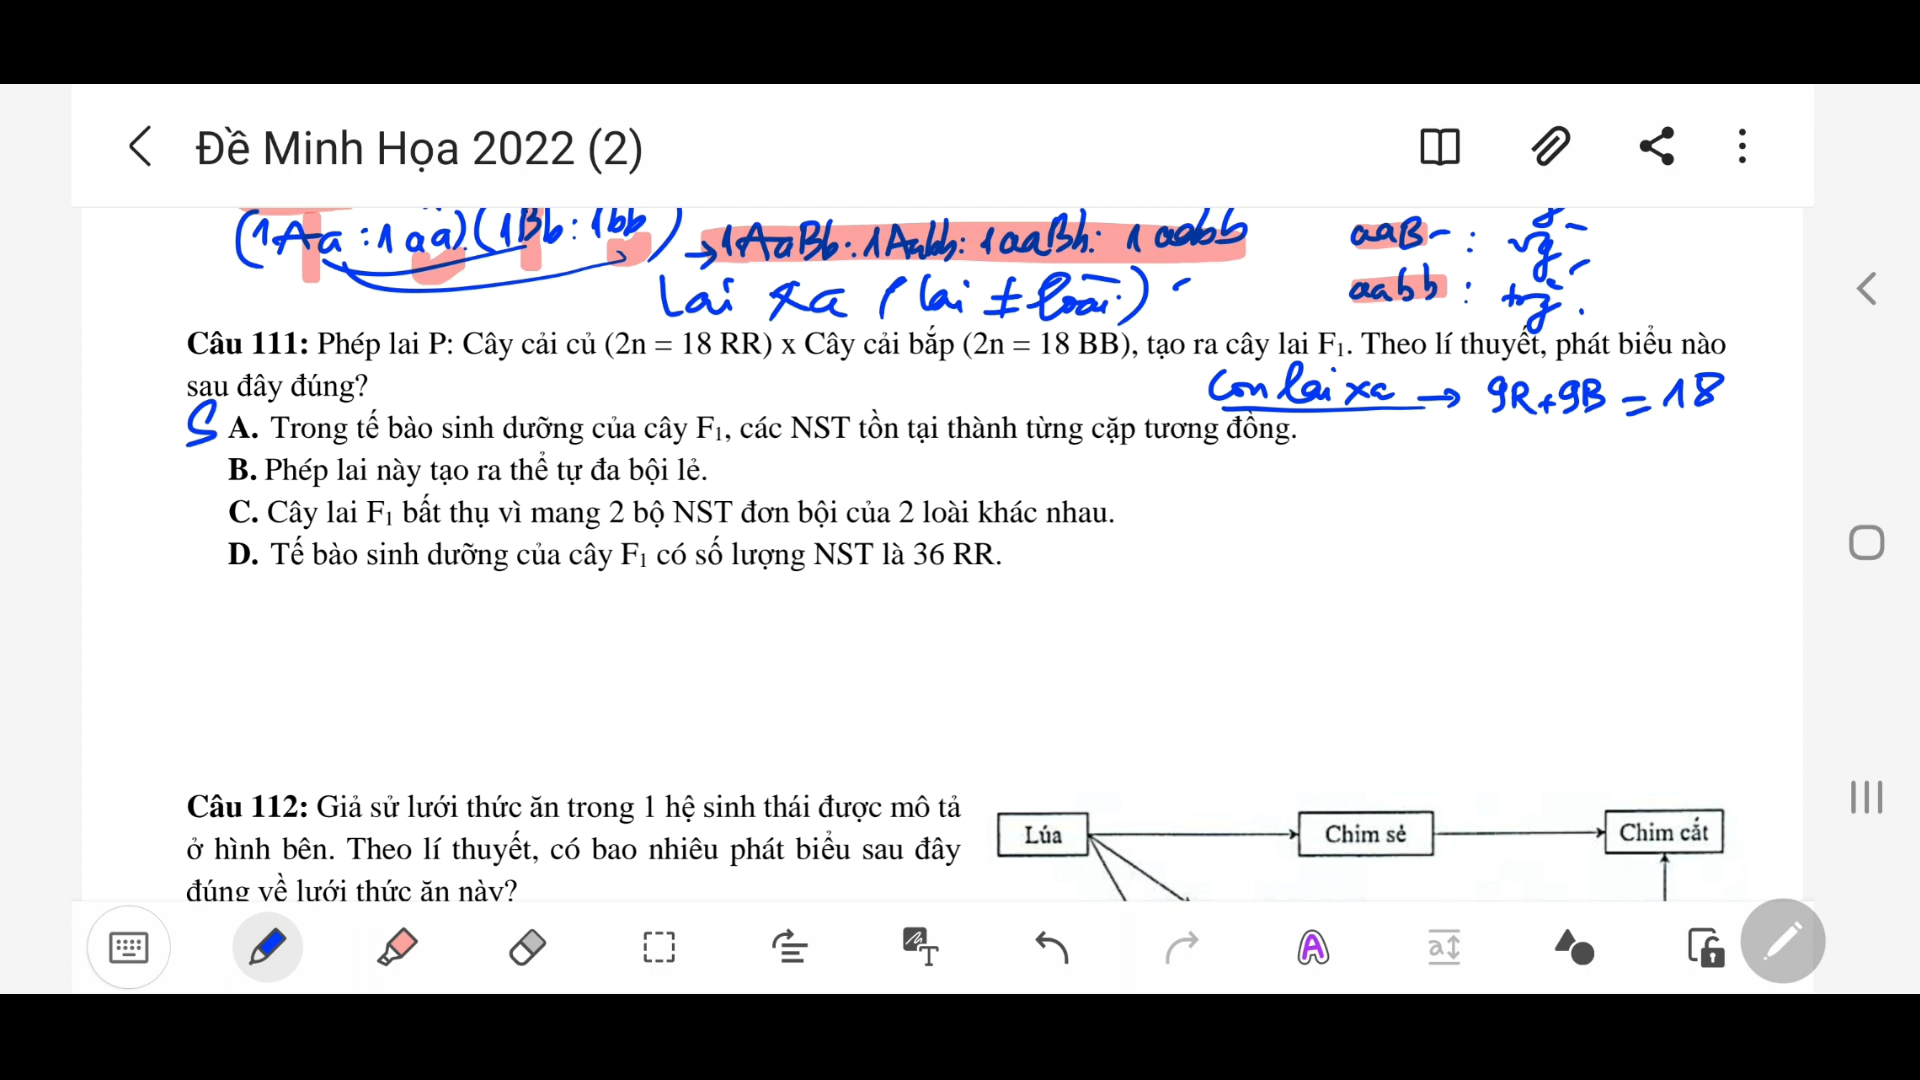 Đề Minh Họa 2022 (2)
(1Aa : 1aa)(1Bb : 1bb) → 1AaBb : 1Aabb : 1aaBb : 1aabb
aaB- :
aabb :
Lai xa (lai ≠ loài)
Câu 111: Phép lai P: Cây cải củ (2n = 18 RR) x Cây cải bắp (2n = 18 BB), tạo ra cây lai F₁. Theo lí thuyết, phát biểu nào
sau đây đúng?
Con lai xa → 9R+9B = 18
S A. Trong tế bào sinh dưỡng của cây F₁, các NST tồn tại thành từng cặp tương đồng.
B. Phép lai này tạo ra thể tự đa bội lẻ.
C. Cây lai F₁ bất thụ vì mang 2 bộ NST đơn bội của 2 loài khác nhau.
D. Tế bào sinh dưỡng của cây F₁ có số lượng NST là 36 RR.
Câu 112: Giả sử lưới thức ăn trong 1 hệ sinh thái được mô tả
ở hình bên. Theo lí thuyết, có bao nhiêu phát biểu sau đây
đúng về lưới thức ăn này?
Lúa
Chim sẻ
Chim cắt